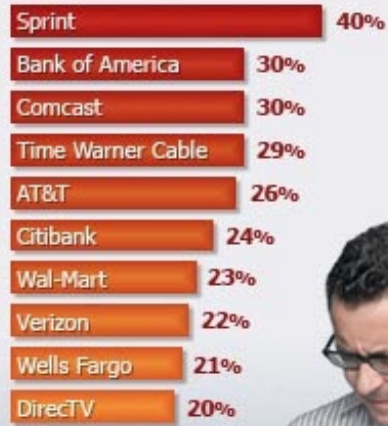 Sprint 40%
Bank of America 30%
Comcast 30%
Time Warner Cable 29%
AT&T 26%
Citibank 24%
Wal-Mart 23%
Verizon 22%
Wells Fargo 21%
DirecTV 20%